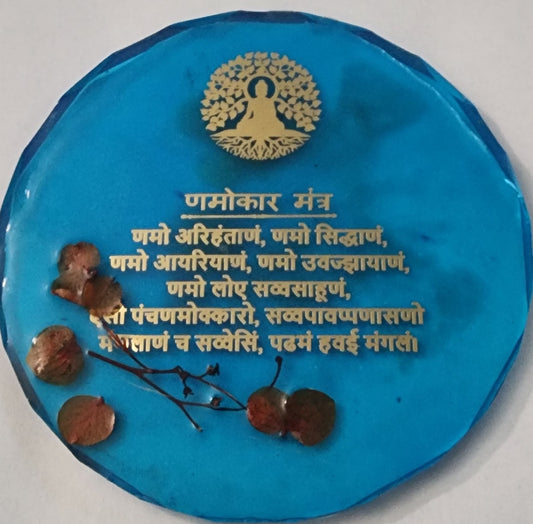 णमोकार मंत्र
णमो अरिहंताणं, णमो सिद्धाणं,
णमो आयरियाणं, णमो उवज्झायाणं,
णमो लोए सव्वसाहूणं,
पंचणमोक्कारो, सव्वपावप्पणासणो
च सव्वेसिं, पढमं हवई मंगलं।